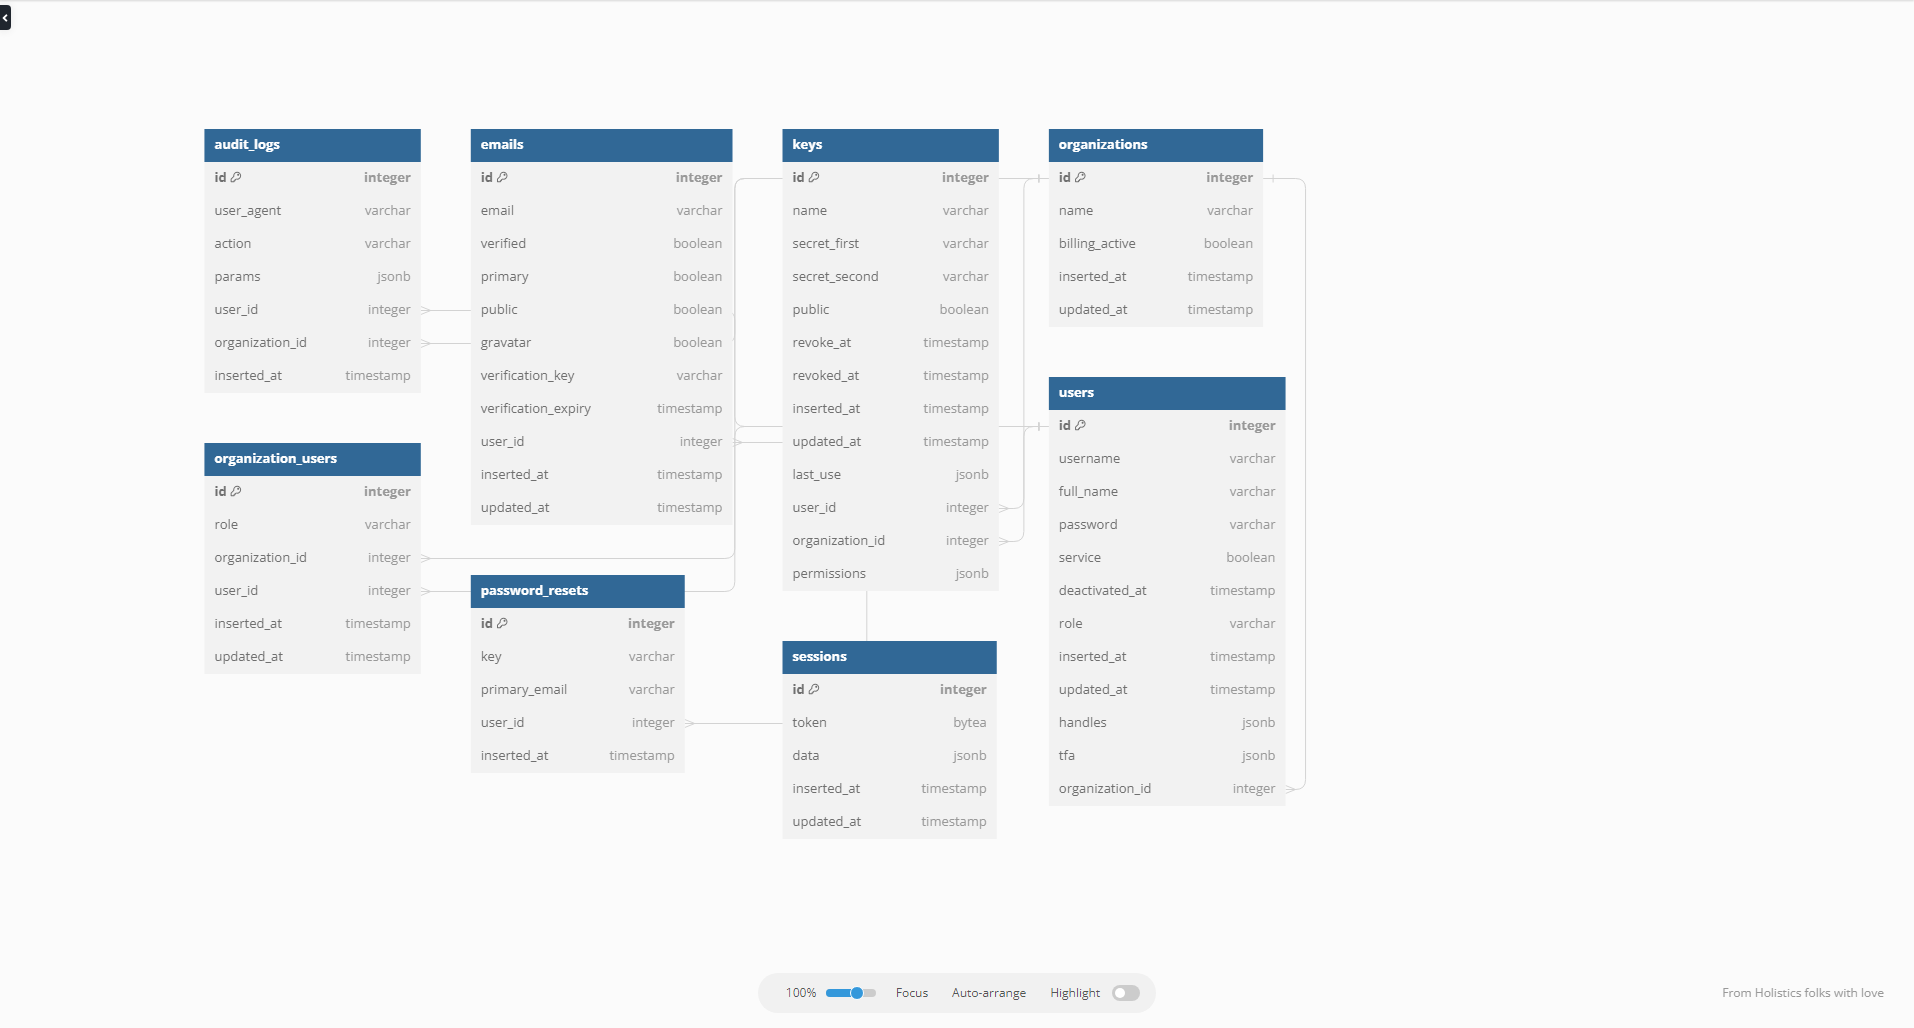 audit_logs
id integer
user_agent varchar
action varchar
params jsonb
user_id integer
organization_id integer
inserted_at timestamp
organization_users
id integer
role varchar
organization_id integer
user_id integer
inserted_at timestamp
updated_at timestamp
emails
id integer
email varchar
verified boolean
primary boolean
public boolean
gravatar boolean
verification_key varchar
verification_expiry timestamp
user_id integer
inserted_at timestamp
updated_at timestamp
password_resets
id integer
key varchar
primary_email varchar
user_id integer
inserted_at timestamp
keys
id integer
name varchar
secret_first varchar
secret_second varchar
public boolean
revoke_at timestamp
revoked_at timestamp
inserted_at timestamp
updated_at timestamp
last_use jsonb
user_id integer
organization_id integer
permissions jsonb
sessions
id integer
token bytea
data jsonb
inserted_at timestamp
updated_at timestamp
organizations
id integer
name varchar
billing_active boolean
inserted_at timestamp
updated_at timestamp
users
id integer
username varchar
full_name varchar
password varchar
service boolean
deactivated_at timestamp
role varchar
inserted_at timestamp
updated_at timestamp
handles jsonb
tfa jsonb
organization_id integer
100% Focus Auto-arrange Highlight
From Holistics folks with love